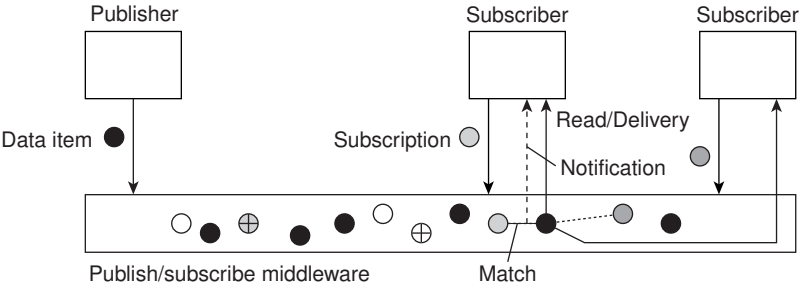 Publisher
Subscriber
Subscriber
Data item
Subscription
Read/Delivery
Notification
Publish/subscribe middleware
Match